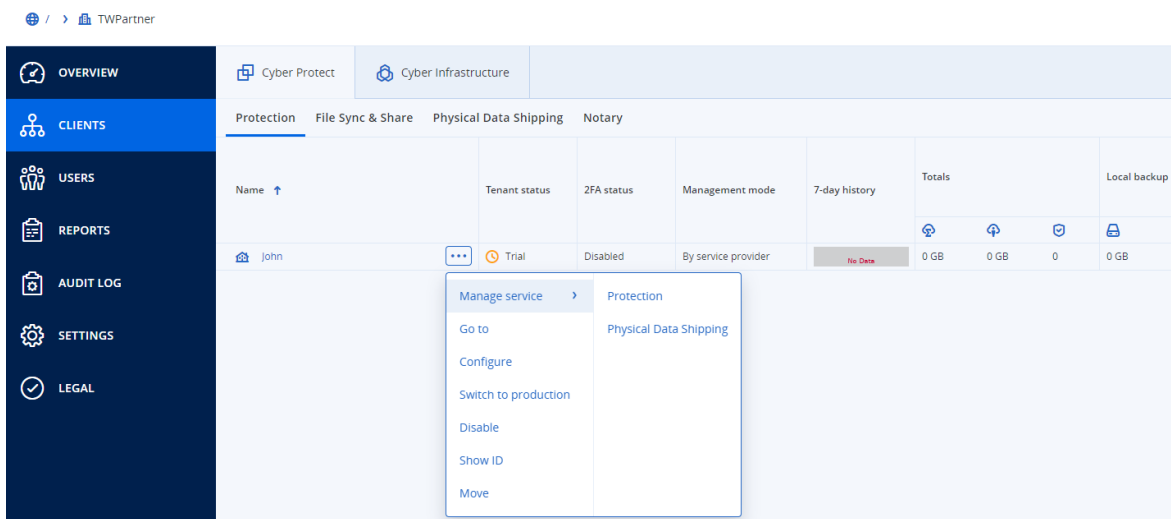 / > TWPartner
OVERVIEW
CLIENTS
USERS
REPORTS
AUDIT LOG
SETTINGS
LEGAL
Cyber Protect Cyber Infrastructure
Protection File Sync & Share Physical Data Shipping Notary
Name ↑ Tenant status 2FA status Management mode 7-day history Totals Local backup
John ••• Trial Disabled By service provider No Data 0 GB 0 GB 0 0 GB
Manage service > Protection
Go to Physical Data Shipping
Configure
Switch to production
Disable
Show ID
Move